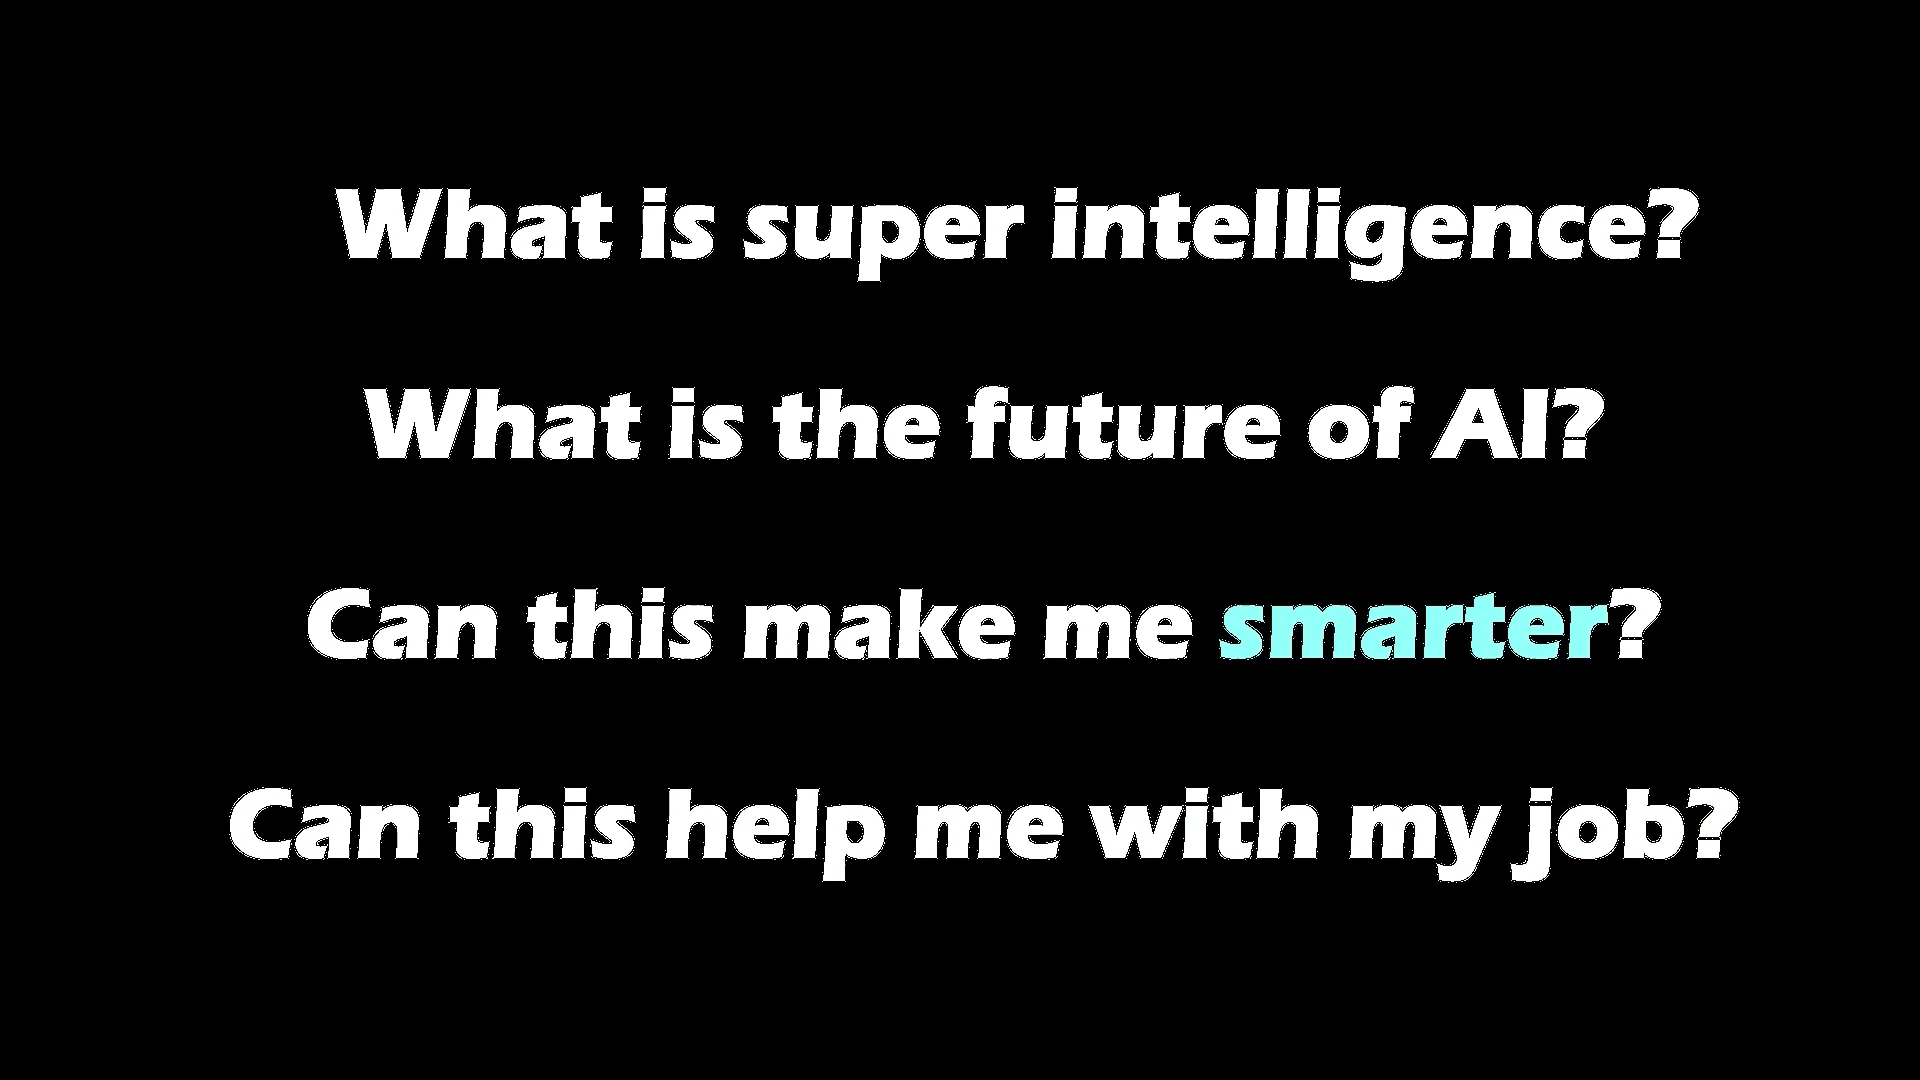 What is super intelligence?
What is the future of AI?
Can this make me smarter?
Can this help me with my job?